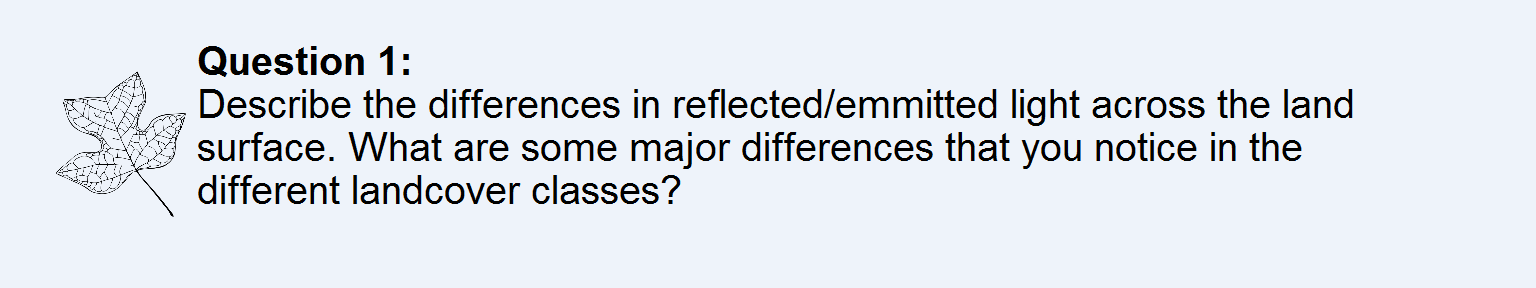 Question 1:
Describe the differences in reflected/emmitted light across the land
surface. What are some major differences that you notice in the
different landcover classes?